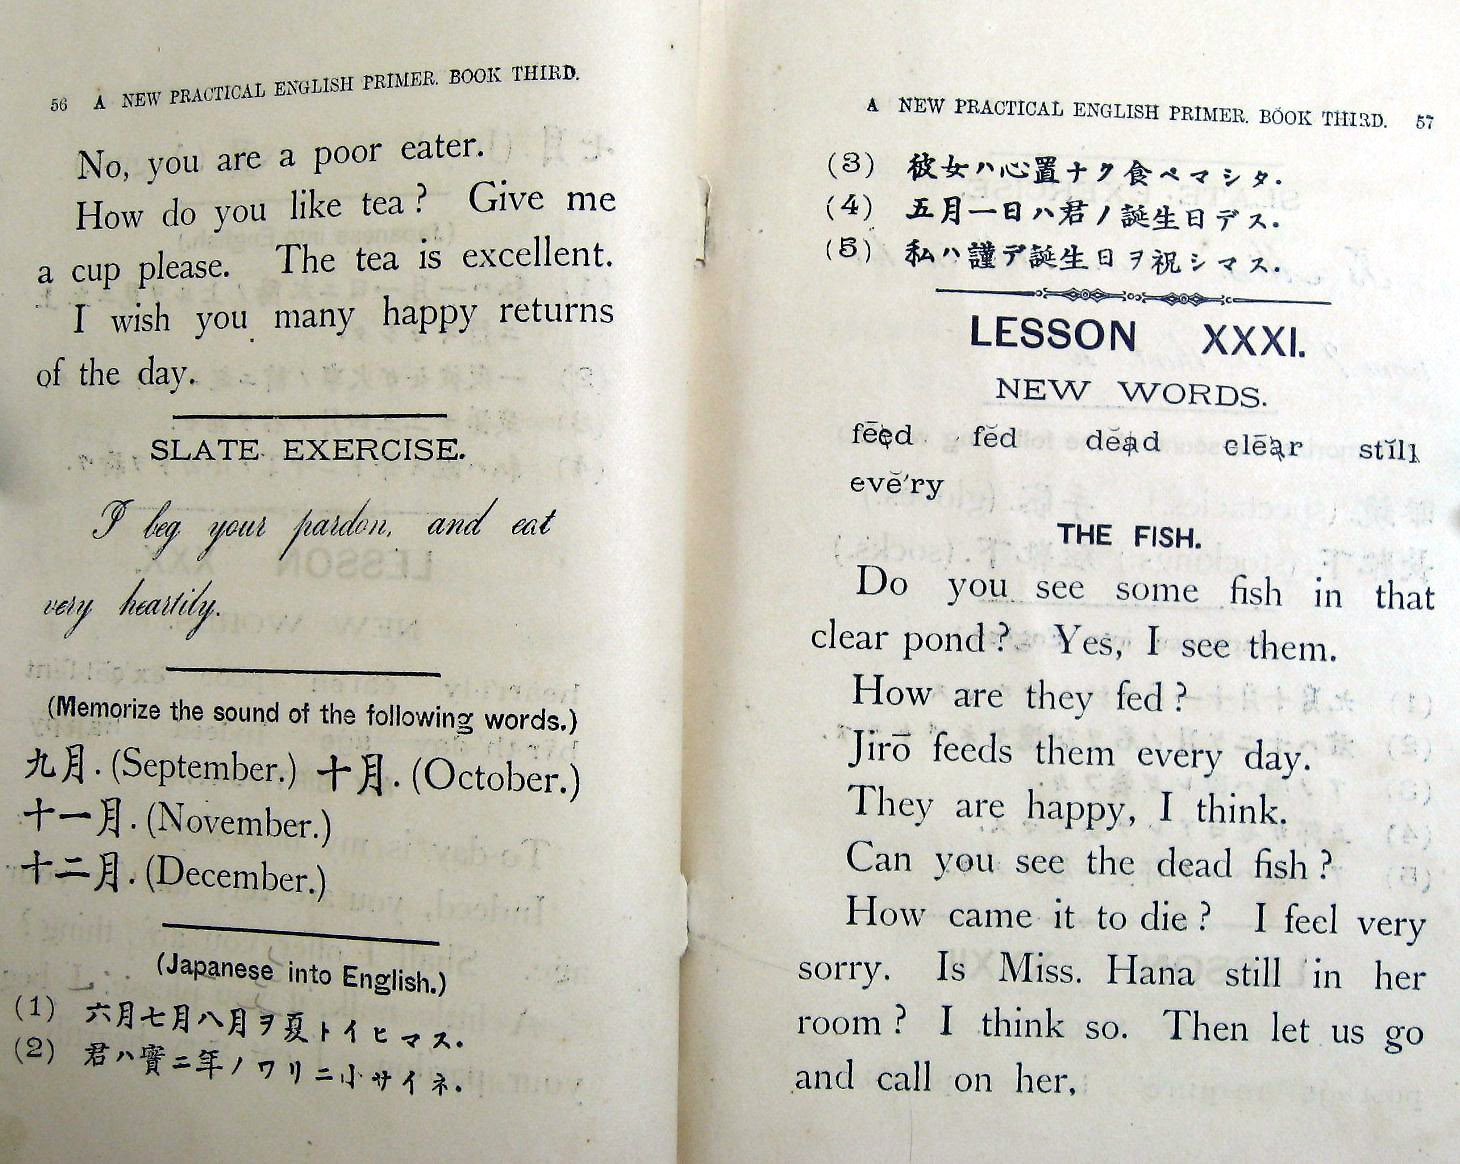 56 A NEW PRACTICAL ENGLISH PRIMER. BOOK THIRD.
No, you are a poor eater.
How do you like tea? Give me
a cup please. The tea is excellent.
I wish you many happy returns
of the day.
SLATE EXERCISE.
I beg your pardon, and eat
very heartily.
(Memorize the sound of the following words.)
九月. (September.) 十月. (October.)
十一月. (November.)
十二月. (December.)
(Japanese into English.)
(1) 六月七月八月ヲ夏トイヒマス.
(2) 君ハ實ニ年ノワリニ小サイネ.
A NEW PRACTICAL ENGLISH PRIMER. BOOK THIRD. 57
(3) 彼女ハ心置ナク食ベマシタ.
(4) 五月一日ハ君ノ誕生日デス.
(5) 私ハ謹デ誕生日ヲ祝シマス.
LESSON XXXI.
NEW WORDS.
fēed fĕd dĕad clēar stĭll
evĕ'ry
THE FISH.
Do you see some fish in that
clear pond? Yes, I see them.
How are they fed?
Jirō feeds them every day.
They are happy, I think.
Can you see the dead fish?
How came it to die? I feel very
sorry. Is Miss. Hana still in her
room? I think so. Then let us go
and call on her,